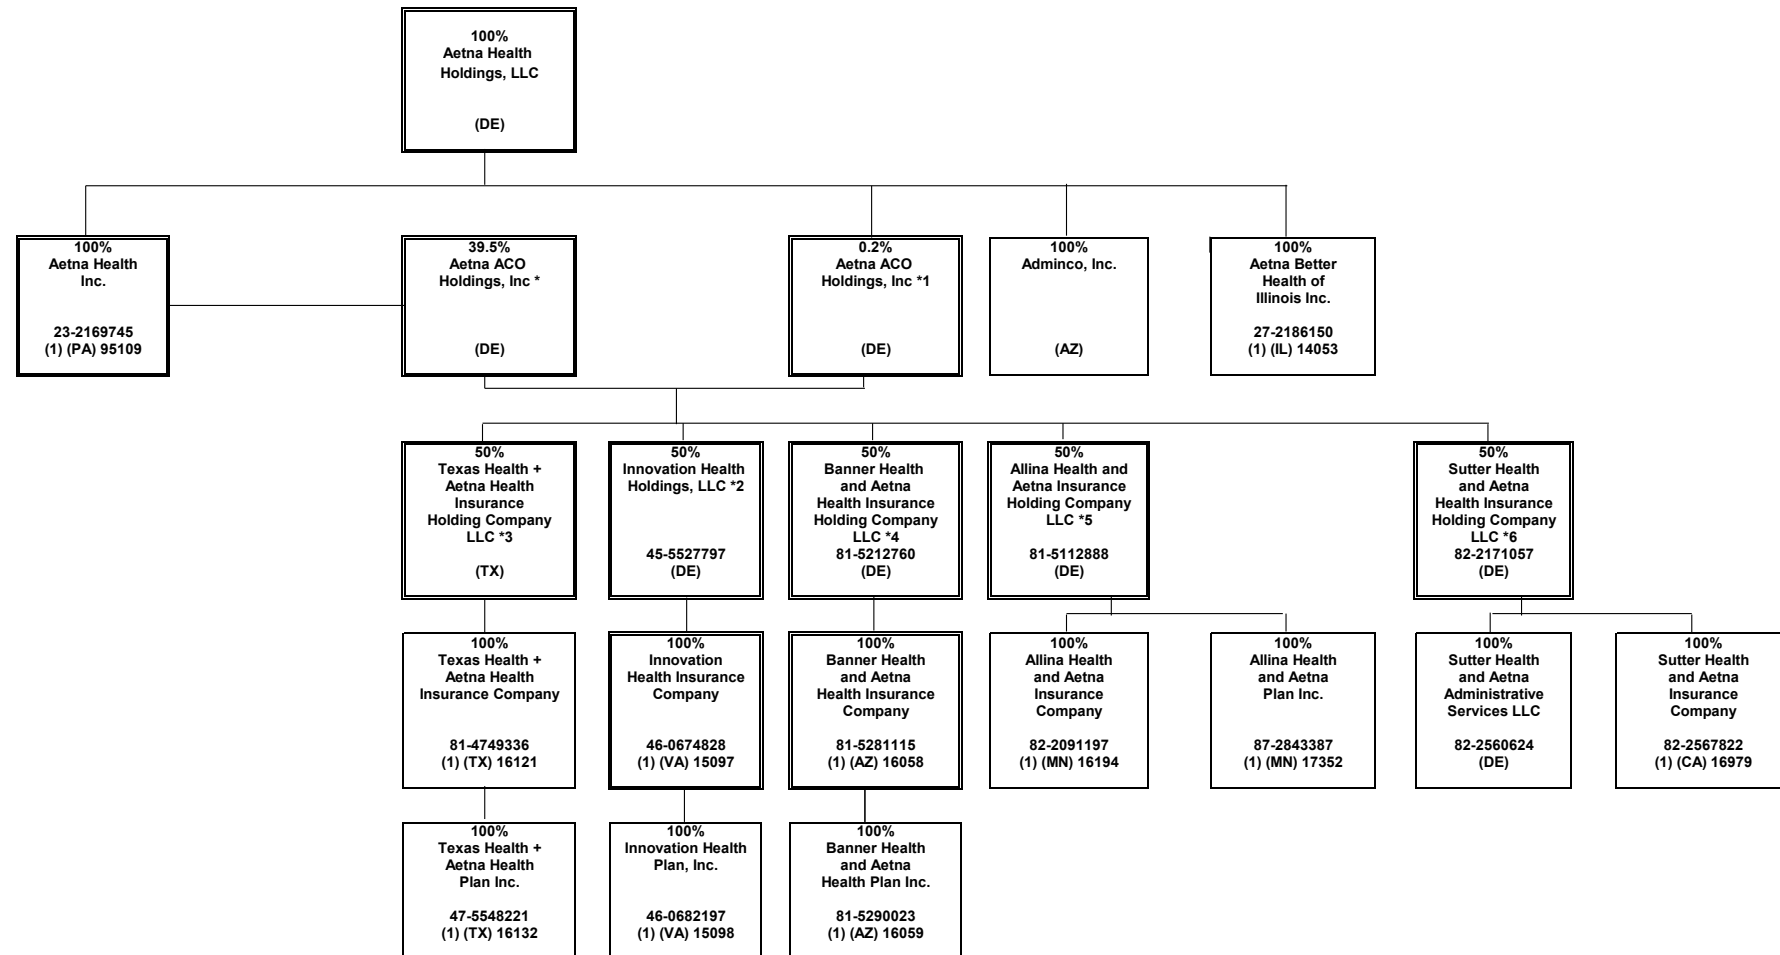 100%
Aetna Health
Holdings, LLC
(DE)
100%
Aetna Health
Inc.
23-2169745
(1) (PA) 95109
39.5%
Aetna ACO
Holdings, Inc *
(DE)
0.2%
Aetna ACO
Holdings, Inc *1
(DE)
100%
Adminco, Inc.
(AZ)
100%
Aetna Better
Health of
Illinois Inc.
27-2186150
(1) (IL) 14053
50%
Texas Health +
Aetna Health
Insurance
Holding Company
LLC *3
(TX)
50%
Innovation Health
Holdings, LLC *2
45-5527797
(DE)
50%
Banner Health
and Aetna
Health Insurance
Holding Company
LLC *4
81-5212760
(DE)
50%
Allina Health and
Aetna Insurance
Holding Company
LLC *5
81-5112888
(DE)
50%
Sutter Health
and Aetna
Health Insurance
Holding Company
LLC *6
82-2171057
(DE)
100%
Texas Health +
Aetna Health
Insurance Company
81-4749336
(1) (TX) 16121
100%
Innovation
Health Insurance
Company
46-0674828
(1) (VA) 15097
100%
Banner Health
and Aetna
Health Insurance
Company
81-5281115
(1) (AZ) 16058
100%
Allina Health
and Aetna
Insurance
Company
82-2091197
(1) (MN) 16194
100%
Allina Health
and Aetna
Plan Inc.
87-2843387
(1) (MN) 17352
100%
Sutter Health
and Aetna
Administrative
Services LLC
82-2560624
(DE)
100%
Sutter Health
and Aetna
Insurance
Company
82-2567822
(1) (CA) 16979
100%
Texas Health +
Aetna Health
Plan Inc.
47-5548221
(1) (TX) 16132
100%
Innovation Health
Plan, Inc.
46-0682197
(1) (VA) 15098
100%
Banner Health
and Aetna
Health Plan Inc.
81-5290023
(1) (AZ) 16059